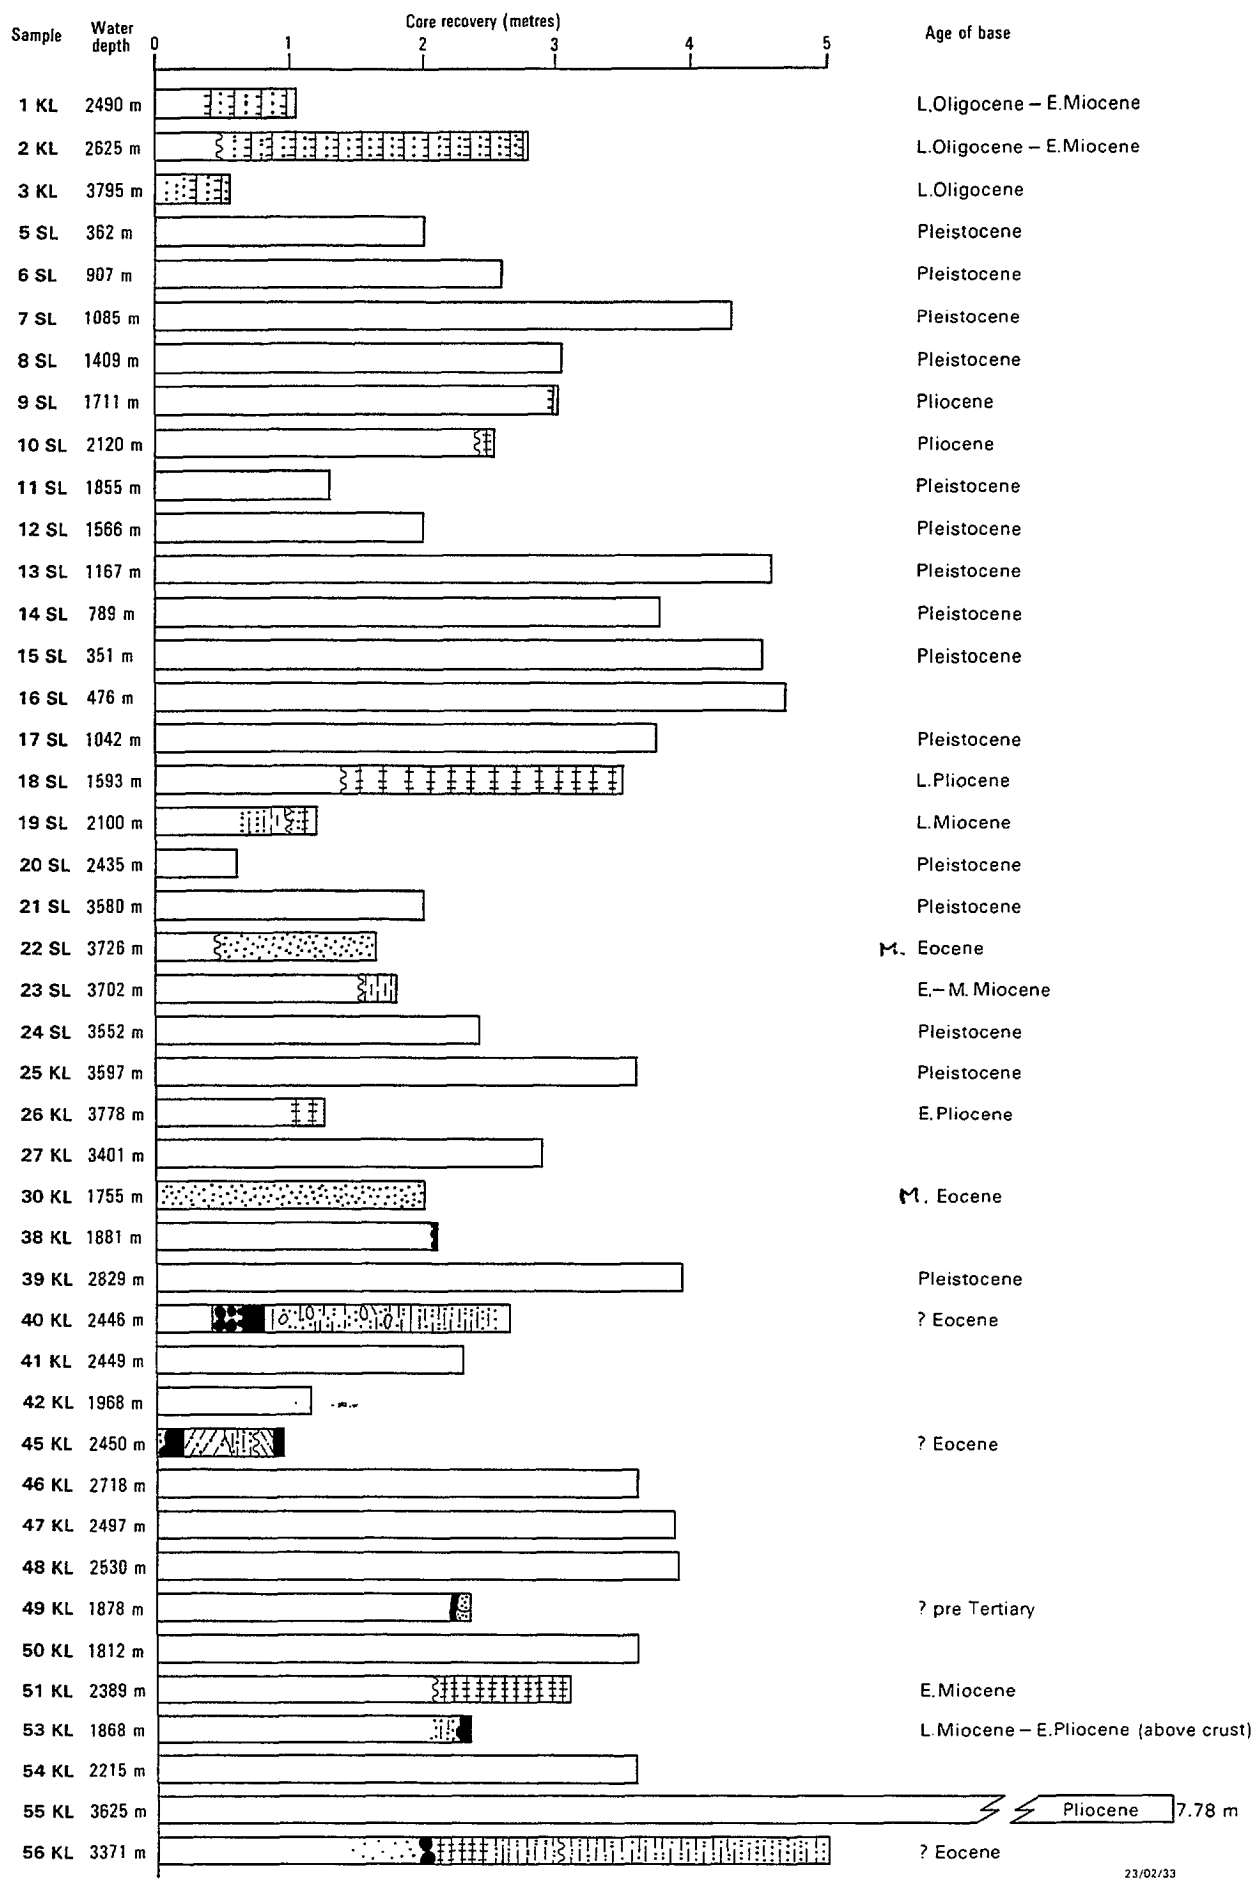 Core recovery (metres)
Sample Water depth 0 1 2 3 4 5 Age of base
1 KL 2490 m L.Oligocene – E.Miocene
2 KL 2625 m L.Oligocene – E.Miocene
3 KL 3795 m L.Oligocene
5 SL 362 m Pleistocene
6 SL 907 m Pleistocene
7 SL 1085 m Pleistocene
8 SL 1409 m Pleistocene
9 SL 1711 m Pliocene
10 SL 2120 m Pliocene
11 SL 1855 m Pleistocene
12 SL 1566 m Pleistocene
13 SL 1167 m Pleistocene
14 SL 789 m Pleistocene
15 SL 351 m Pleistocene
16 SL 476 m
17 SL 1042 m Pleistocene
18 SL 1593 m L.Pliocene
19 SL 2100 m L.Miocene
20 SL 2435 m Pleistocene
21 SL 3580 m Pleistocene
22 SL 3726 m M. Eocene
23 SL 3702 m E.– M. Miocene
24 SL 3552 m Pleistocene
25 KL 3597 m Pleistocene
26 KL 3778 m E.Pliocene
27 KL 3401 m
30 KL 1755 m M. Eocene
38 KL 1881 m
39 KL 2829 m Pleistocene
40 KL 2446 m ? Eocene
41 KL 2449 m
42 KL 1968 m
45 KL 2450 m ? Eocene
46 KL 2718 m
47 KL 2497 m
48 KL 2530 m
49 KL 1878 m ? pre Tertiary
50 KL 1812 m
51 KL 2389 m E.Miocene
53 KL 1868 m L.Miocene – E.Pliocene (above crust)
54 KL 2215 m
55 KL 3625 m Pliocene 7.78 m
56 KL 3371 m ? Eocene
23/02/33